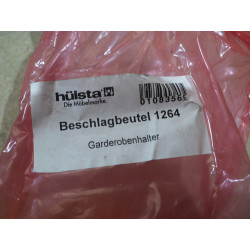 hülsta
Die Möbelmarke.
Beschlagbeutel 1264
Garderobenhalter